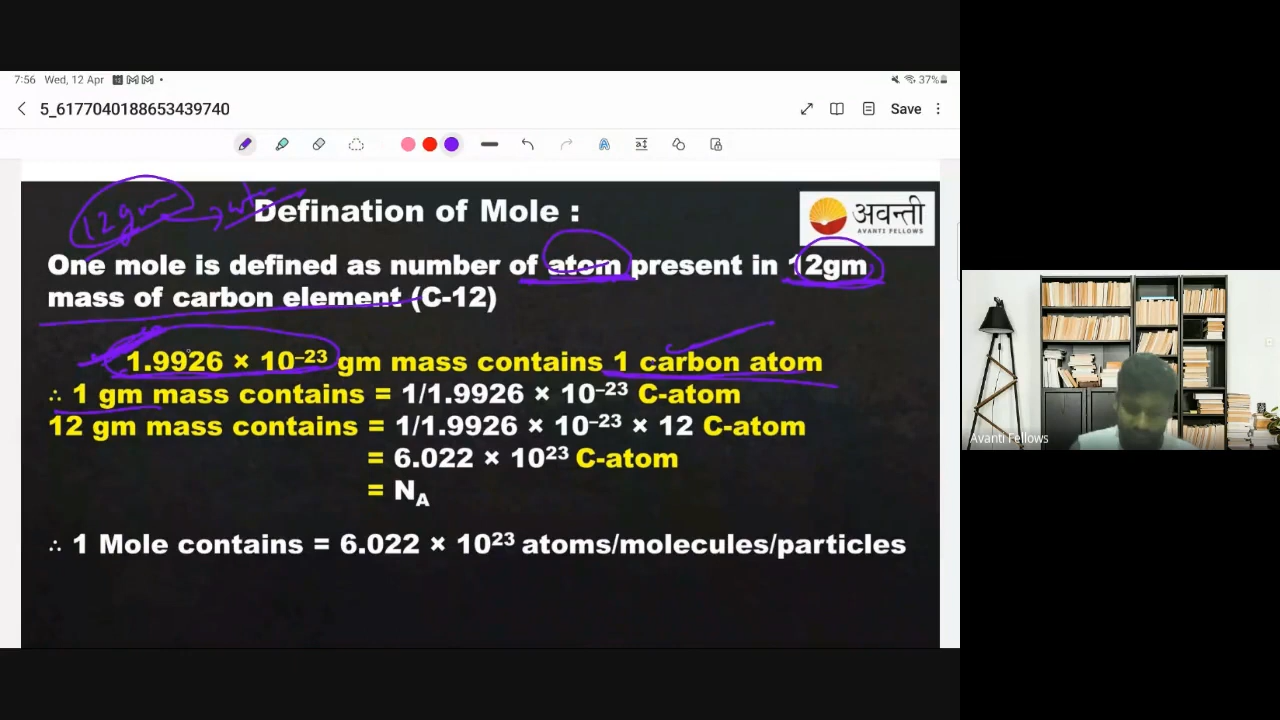 7:56 Wed, 12 Apr
37%
5_6177040188653439740
Save
12gm
Defination of Mole :
अवन्ती
AVANTI FELLOWS
One mole is defined as number of atom present in 12gm
mass of carbon element (C-12)
1.9926 × 10⁻²³ gm mass contains 1 carbon atom
∴ 1 gm mass contains = 1/1.9926 × 10⁻²³ C-atom
12 gm mass contains = 1/1.9926 × 10⁻²³ × 12 C-atom
= 6.022 × 10²³ C-atom
= N_A
∴ 1 Mole contains = 6.022 × 10²³ atoms/molecules/particles
Avanti Fellows